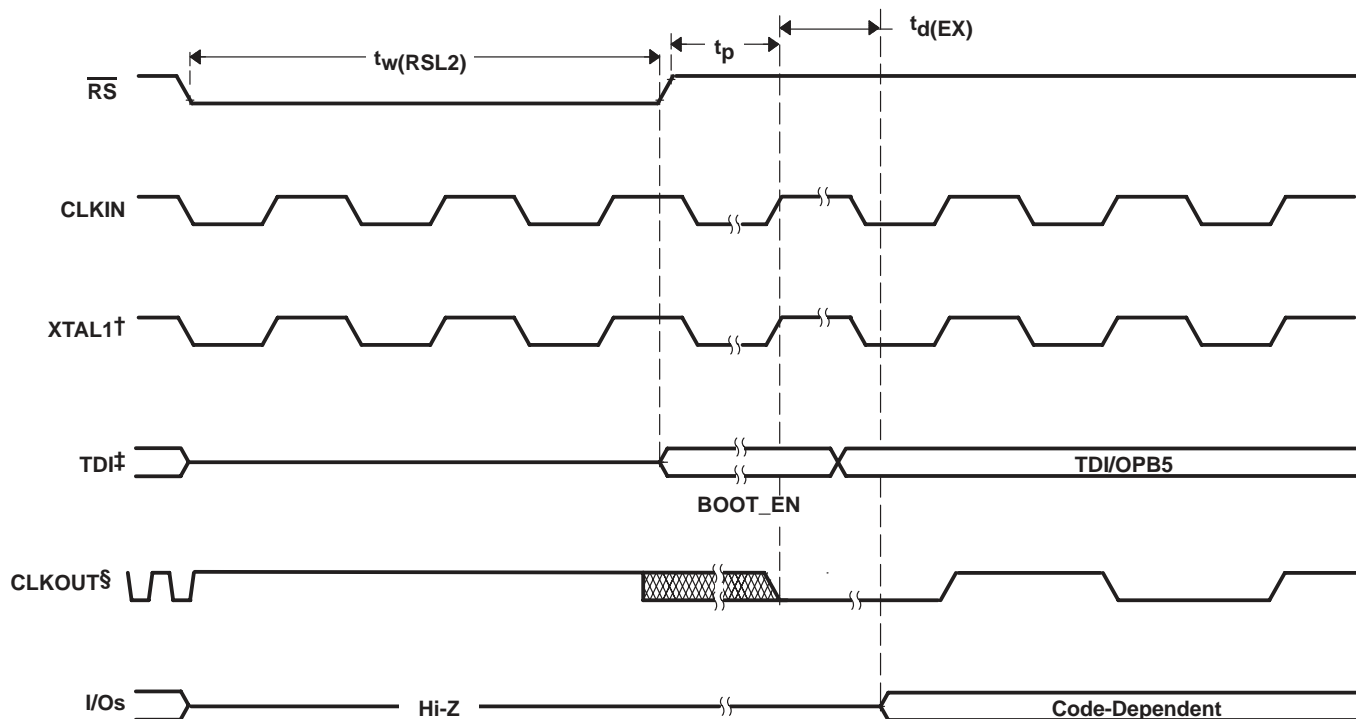 td(EX)
tw(RSL2)
tp
RS
CLKIN
XTAL1†
TDI‡
TDI/OPB5
BOOT_EN
CLKOUT§
I/Os
Hi-Z
Code-Dependent